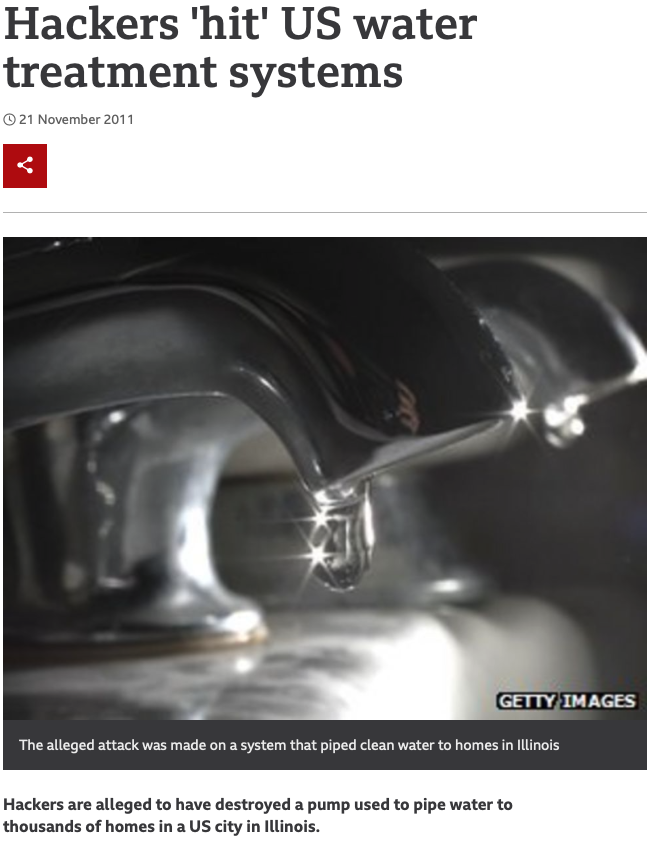 Hackers 'hit' US water
treatment systems
21 November 2011
GETTY IMAGES
The alleged attack was made on a system that piped clean water to homes in Illinois
Hackers are alleged to have destroyed a pump used to pipe water to
thousands of homes in a US city in Illinois.